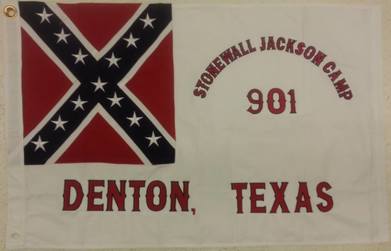 STONEWALL JACKSON CAMP
901
DENTON, TEXAS